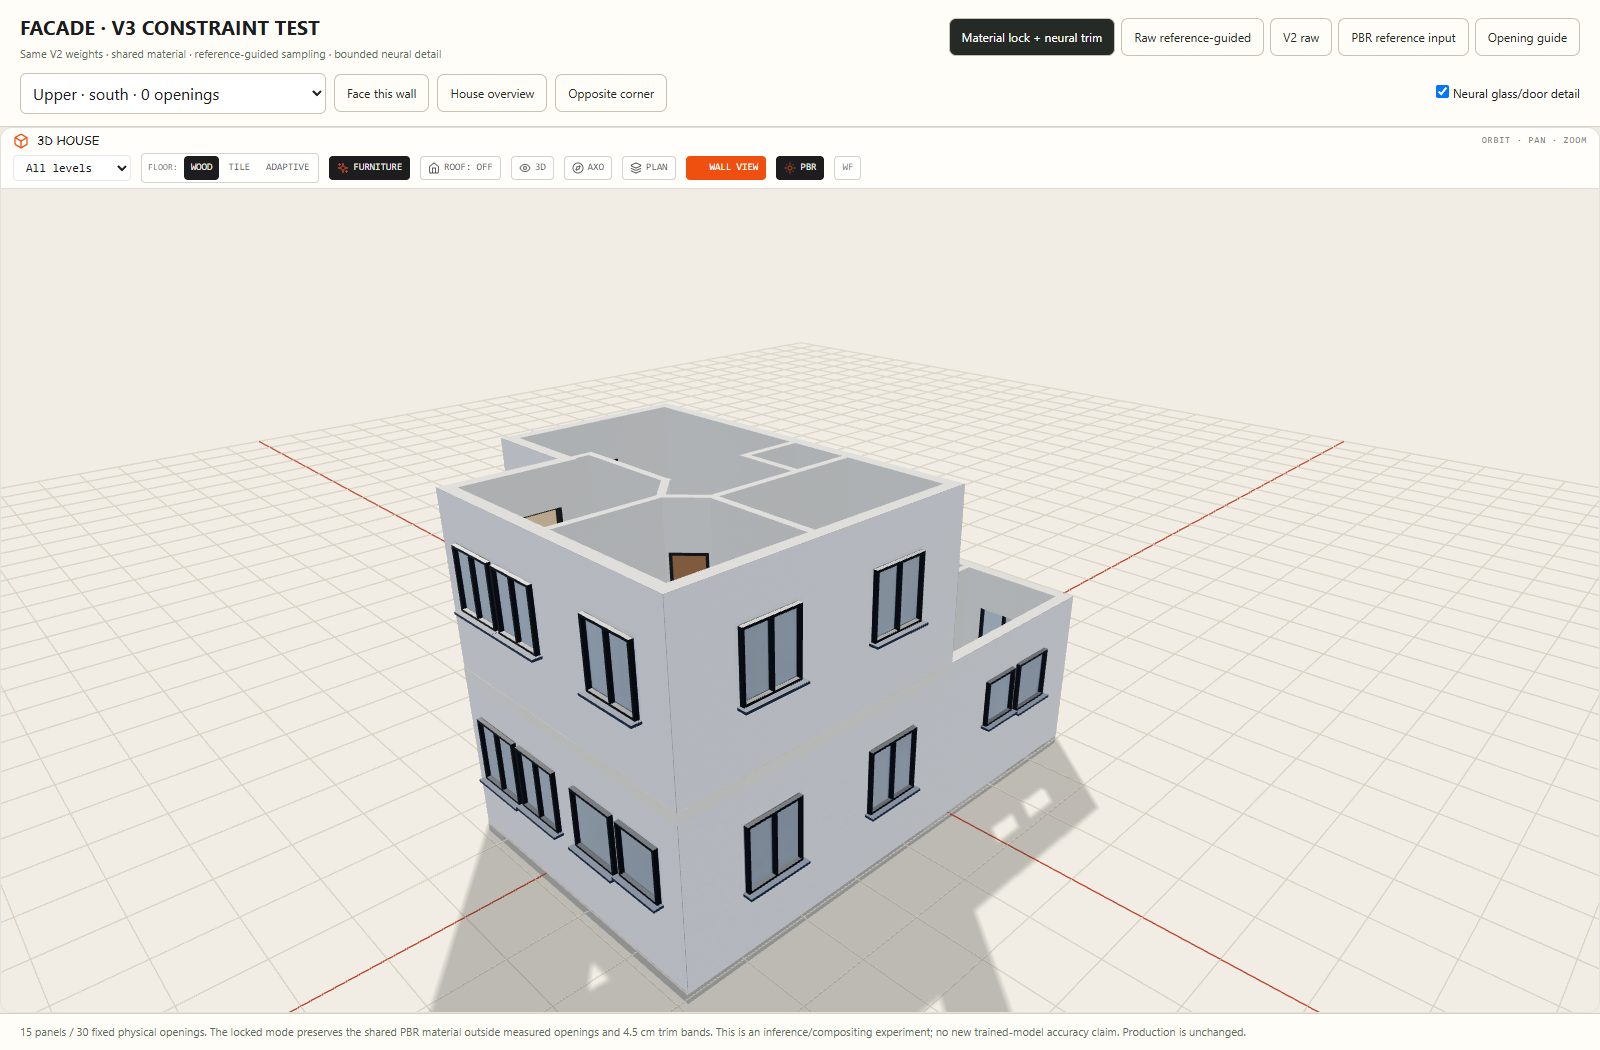 FACADE · V3 CONSTRAINT TEST
Same V2 weights · shared material · reference-guided sampling · bounded neural detail
Material lock + neural trim
Raw reference-guided
V2 raw
PBR reference input
Opening guide
Upper · south · 0 openings
Face this wall
House overview
Opposite corner
Neural glass/door detail
3D HOUSE
ORBIT · PAN · ZOOM
All levels
FLOOR:
WOOD
TILE
ADAPTIVE
FURNITURE
ROOF: OFF
3D
AXO
PLAN
WALL VIEW
PBR
WF
15 panels / 30 fixed physical openings. The locked mode preserves the shared PBR material outside measured openings and 4.5 cm trim bands. This is an inference/compositing experiment; no new trained-model accuracy claim. Production is unchanged.